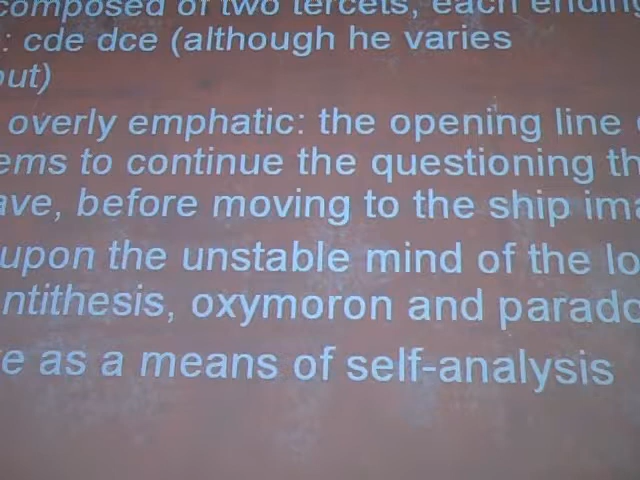 composed of two tercets, each ending
: cde dce (although he varies
out)
overly emphatic: the opening line
ems to continue the questioning th
ave, before moving to the ship ima
upon the unstable mind of the lo
ntithesis, oxymoron and parado
e as a means of self-analysis